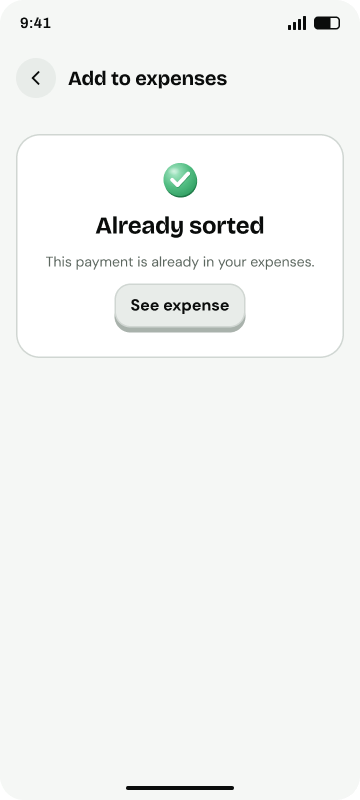 9:41
Add to expenses
Already sorted
This payment is already in your expenses.
See expense